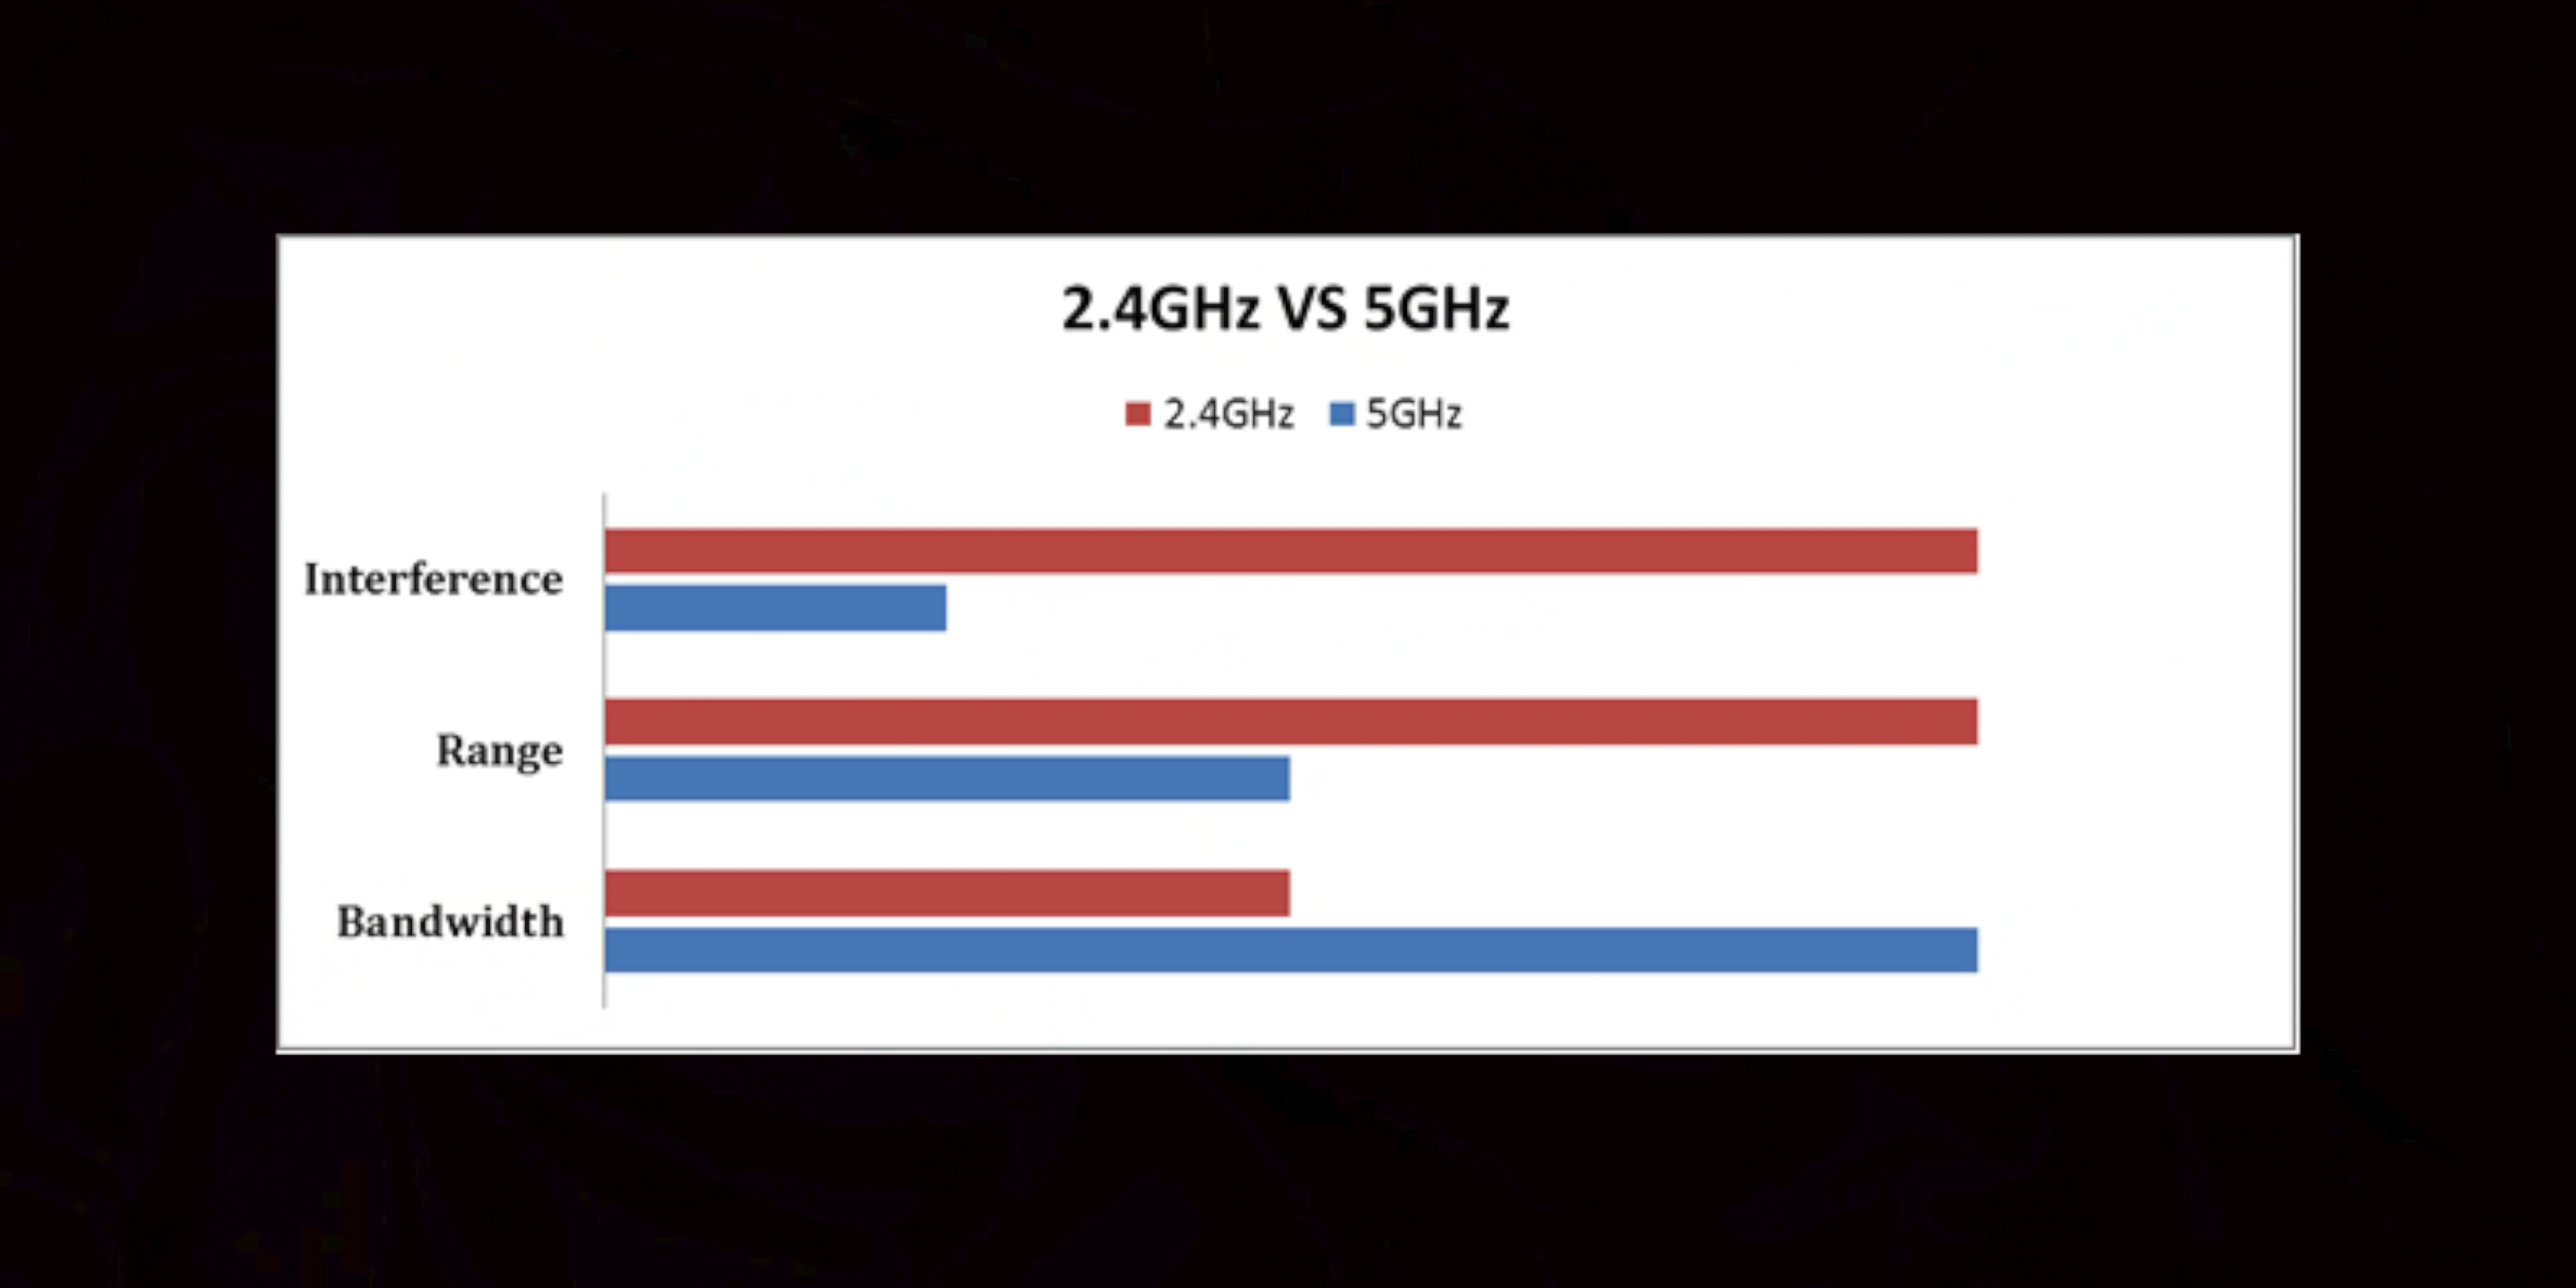 2.4GHz VS 5GHz
2.4GHz 5GHz
Interference
Range
Bandwidth